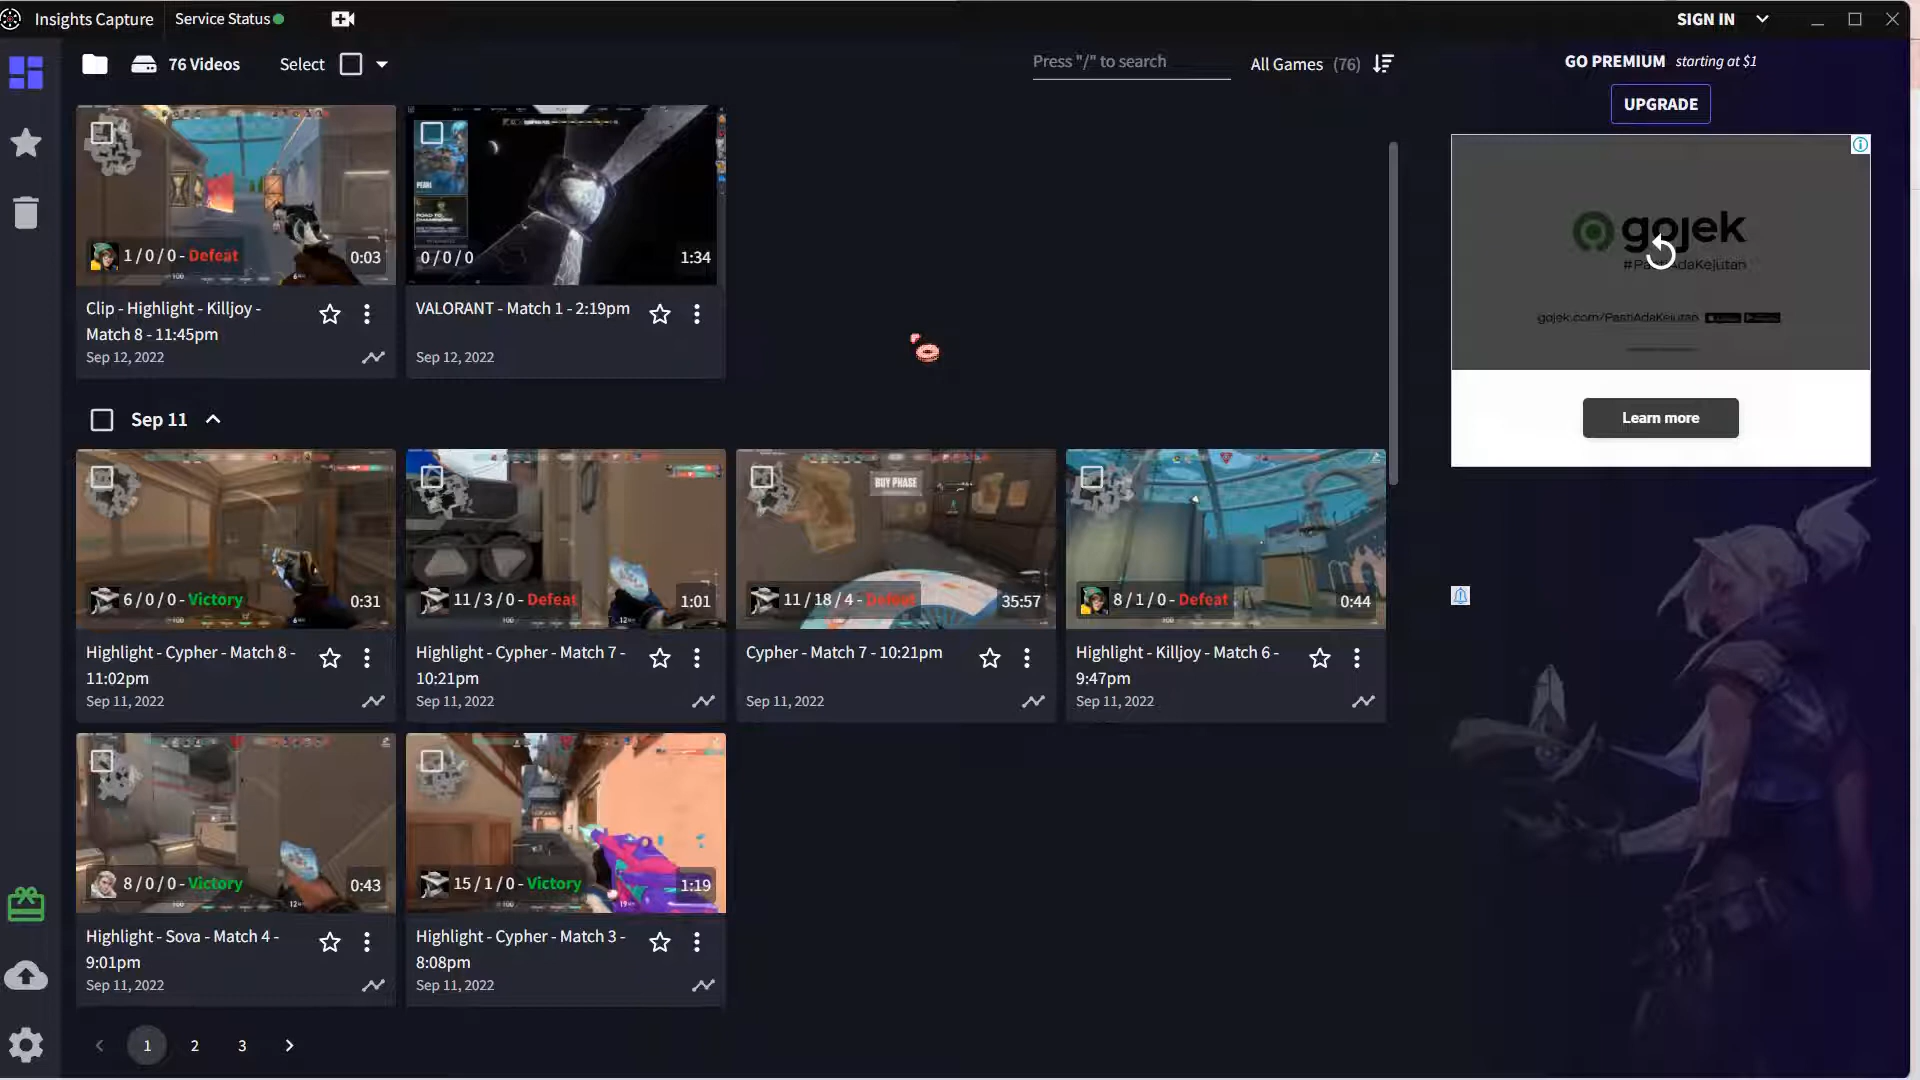 Insights Capture
Service Status
SIGN IN
76 Videos
Select
Press "/" to search
All Games (76)
GO PREMIUM starting at $1
UPGRADE
gojek
#PastiAdaKejutan
gojek.com/PastiAdaKejutan
Learn more
1 / 0 / 0 - Defeat
0:03
Clip - Highlight - Killjoy -
Match 8 - 11:45pm
Sep 12, 2022
PEARL
ROAD TO
0 / 0 / 0
1:34
VALORANT - Match 1 - 2:19pm
Sep 12, 2022
Sep 11
6 / 0 / 0 - Victory
0:31
Highlight - Cypher - Match 8 -
11:02pm
Sep 11, 2022
11 / 3 / 0 - Defeat
1:01
Highlight - Cypher - Match 7 -
10:21pm
Sep 11, 2022
BUY PHASE
11 / 18 / 4 - Defeat
35:57
Cypher - Match 7 - 10:21pm
Sep 11, 2022
8 / 1 / 0 - Defeat
0:44
Highlight - Killjoy - Match 6 -
9:47pm
Sep 11, 2022
8 / 0 / 0 - Victory
0:43
Highlight - Sova - Match 4 -
9:01pm
Sep 11, 2022
15 / 1 / 0 - Victory
1:19
Highlight - Cypher - Match 3 -
8:08pm
Sep 11, 2022
1 2 3